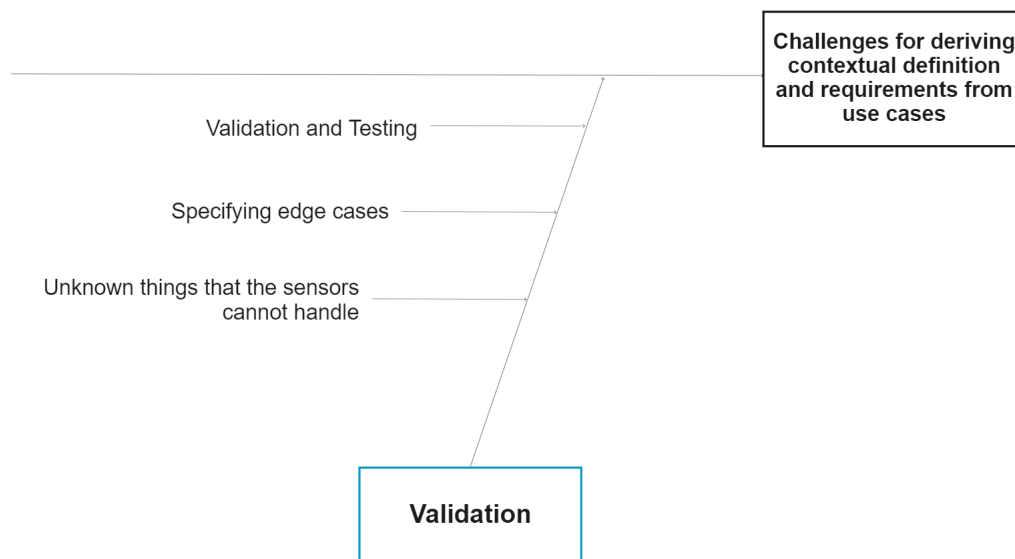 Challenges for deriving
contextual definition
and requirements from
use cases
Validation and Testing
Specifying edge cases
Unknown things that the sensors
cannot handle
Validation